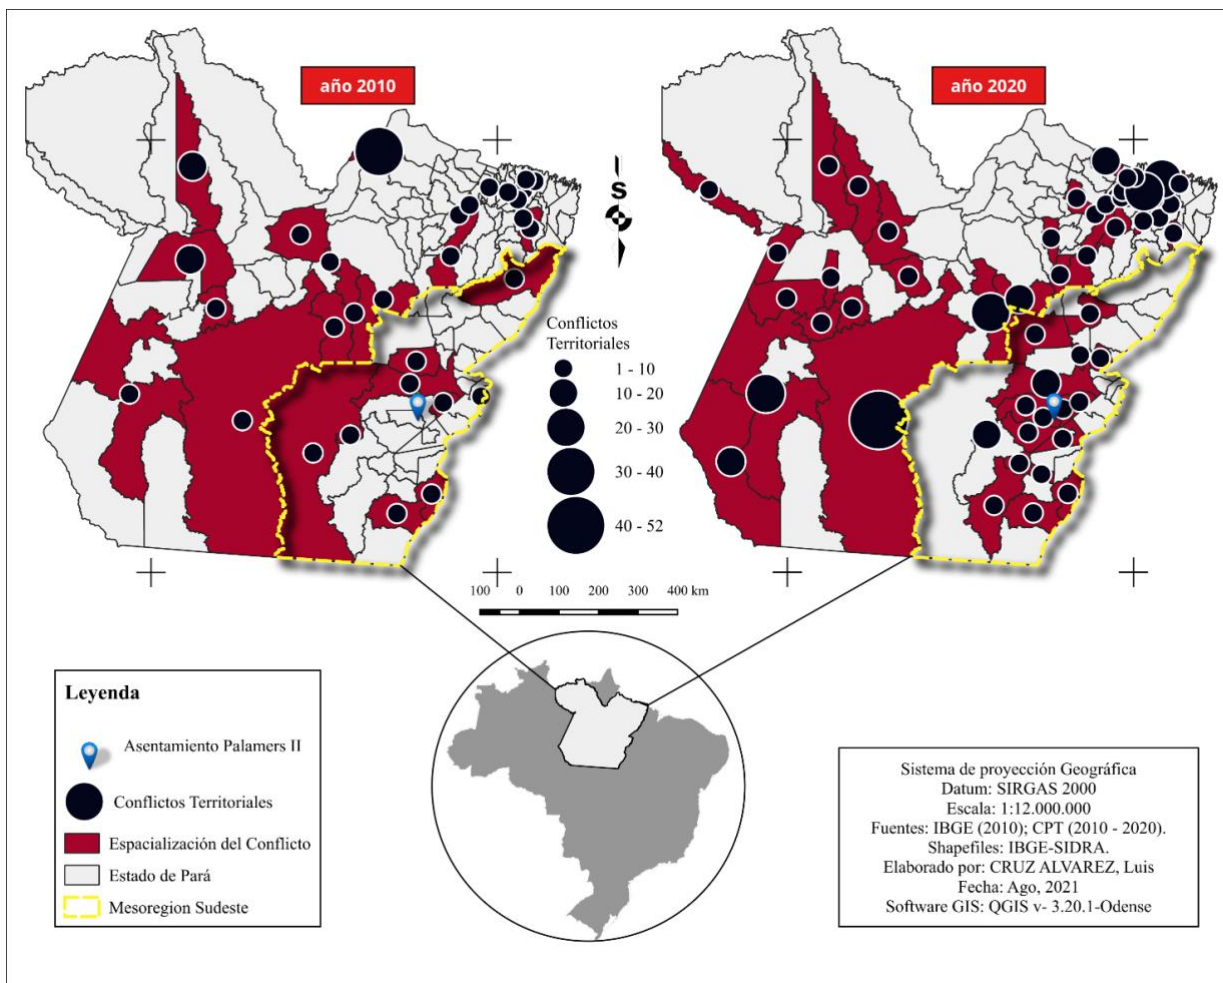 año 2010
año 2020
S
Conflictos
Territoriales
1 - 10
10 - 20
20 - 30
30 - 40
40 - 52
100 0 100 200 300 400 km
Leyenda
Asentamiento Palamers II
Conflictos Territoriales
Espacialización del Conflicto
Estado de Pará
Mesoregion Sudeste
Sistema de proyección Geográfica
Datum: SIRGAS 2000
Escala: 1:12.000.000
Fuentes: IBGE (2010); CPT (2010 - 2020).
Shapefiles: IBGE-SIDRA.
Elaborado por: CRUZ ALVAREZ, Luis
Fecha: Ago, 2021
Software GIS: QGIS v- 3.20.1-Odense